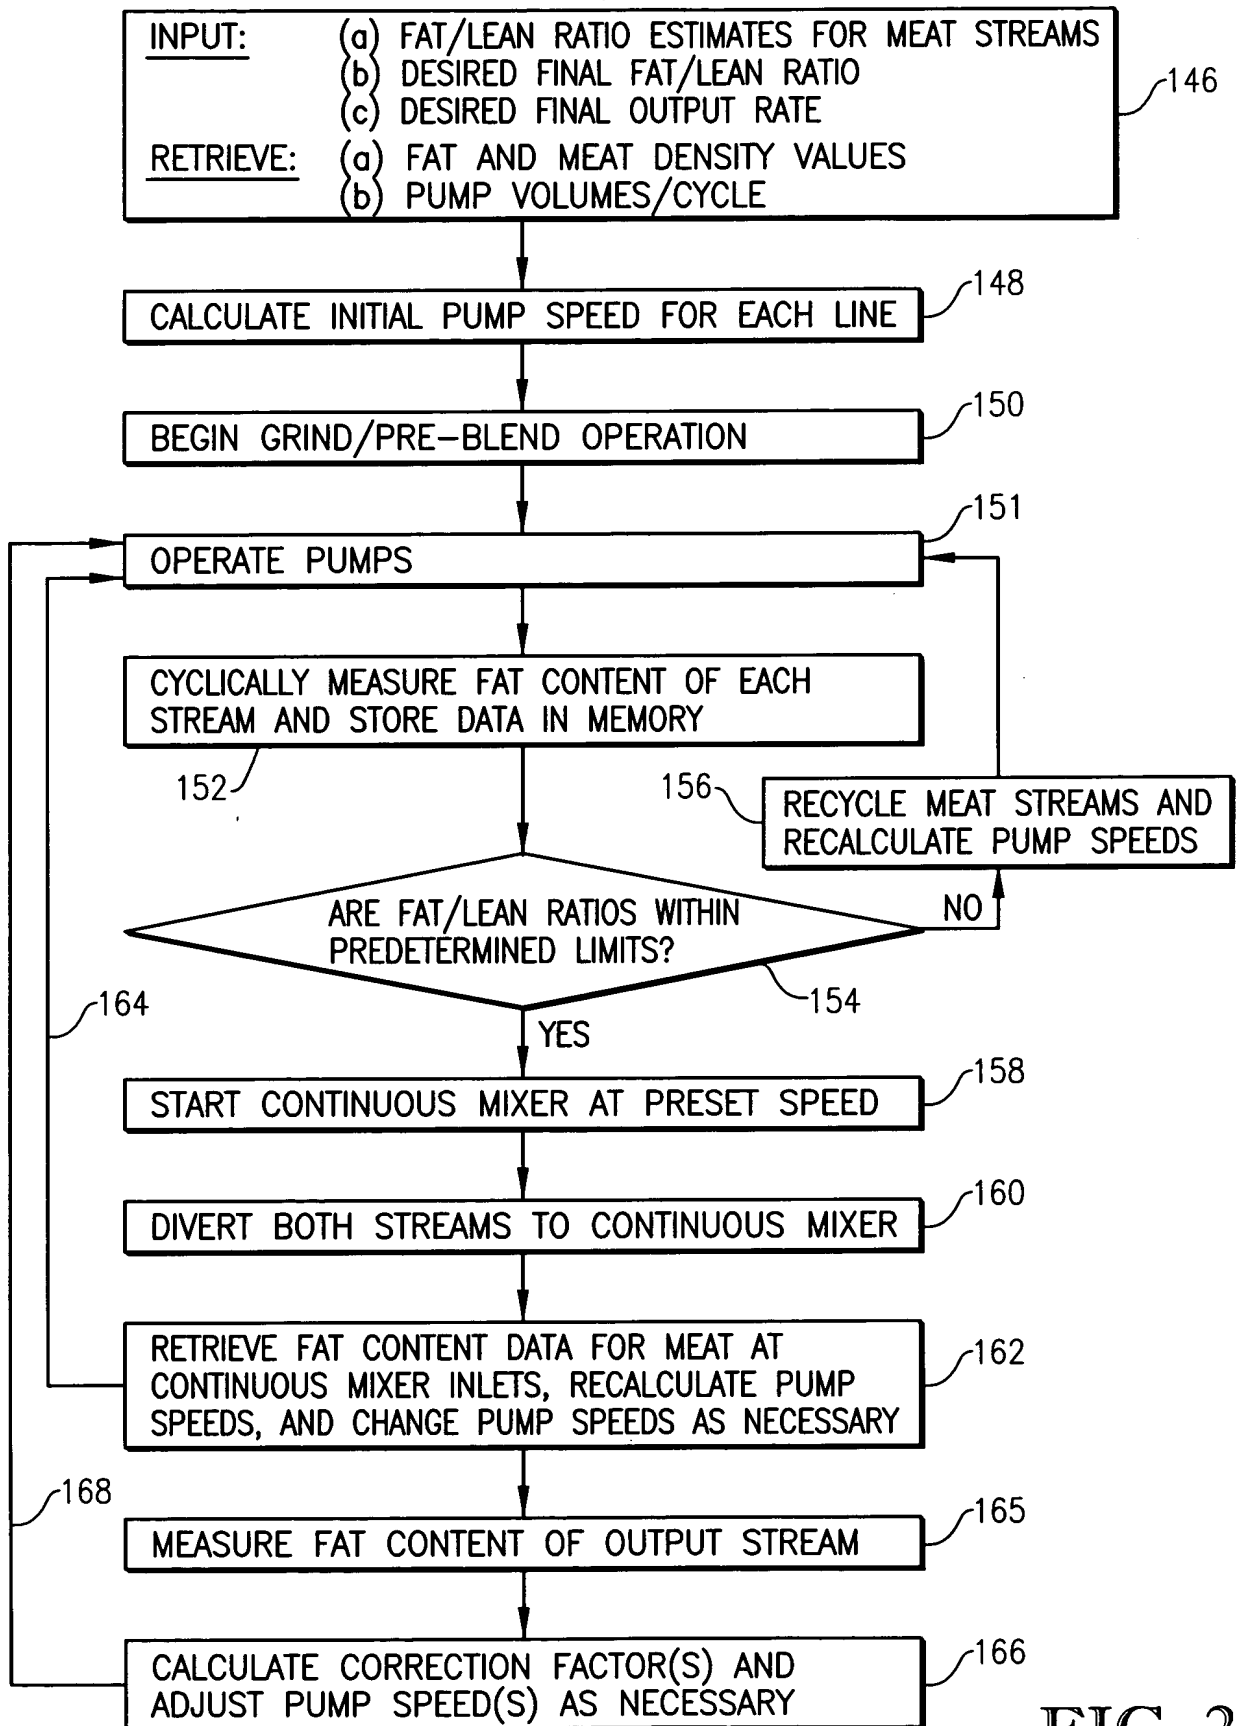 INPUT: (a) FAT/LEAN RATIO ESTIMATES FOR MEAT STREAMS
(b) DESIRED FINAL FAT/LEAN RATIO
(c) DESIRED FINAL OUTPUT RATE
146
RETRIEVE: (a) FAT AND MEAT DENSITY VALUES
(b) PUMP VOLUMES/CYCLE
148
CALCULATE INITIAL PUMP SPEED FOR EACH LINE
150
BEGIN GRIND/PRE-BLEND OPERATION
151
OPERATE PUMPS
CYCLICALLY MEASURE FAT CONTENT OF EACH
STREAM AND STORE DATA IN MEMORY
152
156
RECYCLE MEAT STREAMS AND
RECALCULATE PUMP SPEEDS
NO
ARE FAT/LEAN RATIOS WITHIN
PREDETERMINED LIMITS?
154
164
YES
158
START CONTINUOUS MIXER AT PRESET SPEED
160
DIVERT BOTH STREAMS TO CONTINUOUS MIXER
RETRIEVE FAT CONTENT DATA FOR MEAT AT
CONTINUOUS MIXER INLETS, RECALCULATE PUMP
SPEEDS, AND CHANGE PUMP SPEEDS AS NECESSARY
162
168
165
MEASURE FAT CONTENT OF OUTPUT STREAM
166
CALCULATE CORRECTION FACTOR(S) AND
ADJUST PUMP SPEED(S) AS NECESSARY
FIG.